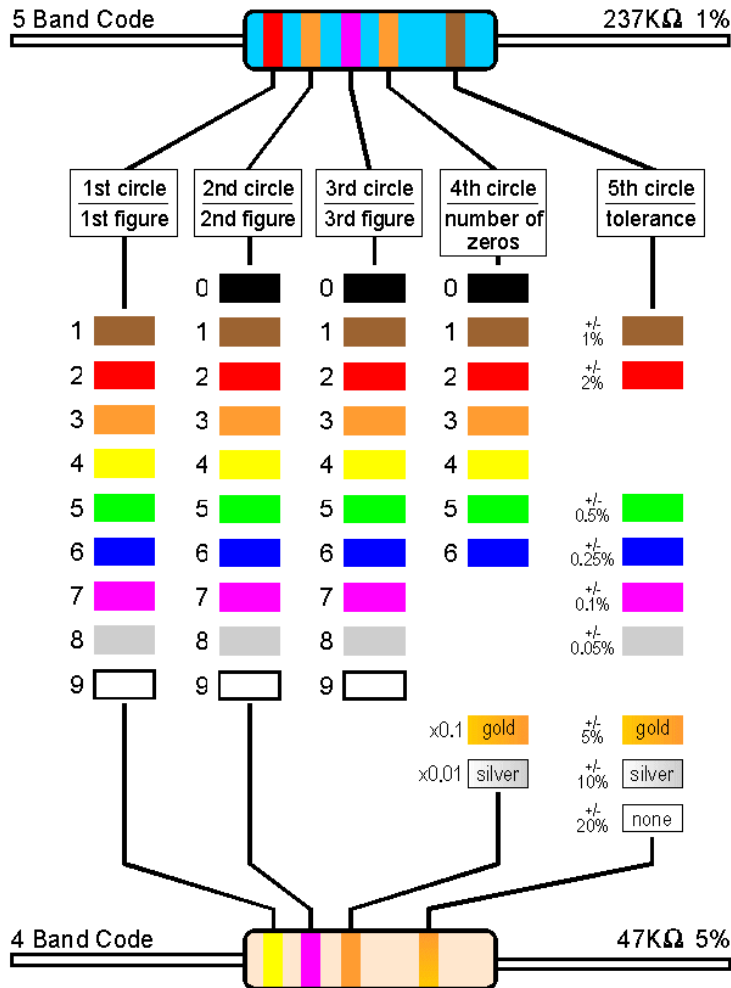 5 Band Code 237KΩ 1%
1st circle 2nd circle 3rd circle 4th circle 5th circle
1st figure 2nd figure 3rd figure number of zeros tolerance
0 0 0
1 1 1 1 +/- 1%
2 2 2 2 +/- 2%
3 3 3 3
4 4 4 4
5 5 5 5 +/- 0.5%
6 6 6 6 +/- 0.25%
7 7 7 +/- 0.1%
8 8 8 +/- 0.05%
9 9 9
x0.1 gold +/- 5% gold
x0.01 silver +/- 10% silver
+/- 20% none
4 Band Code 47KΩ 5%